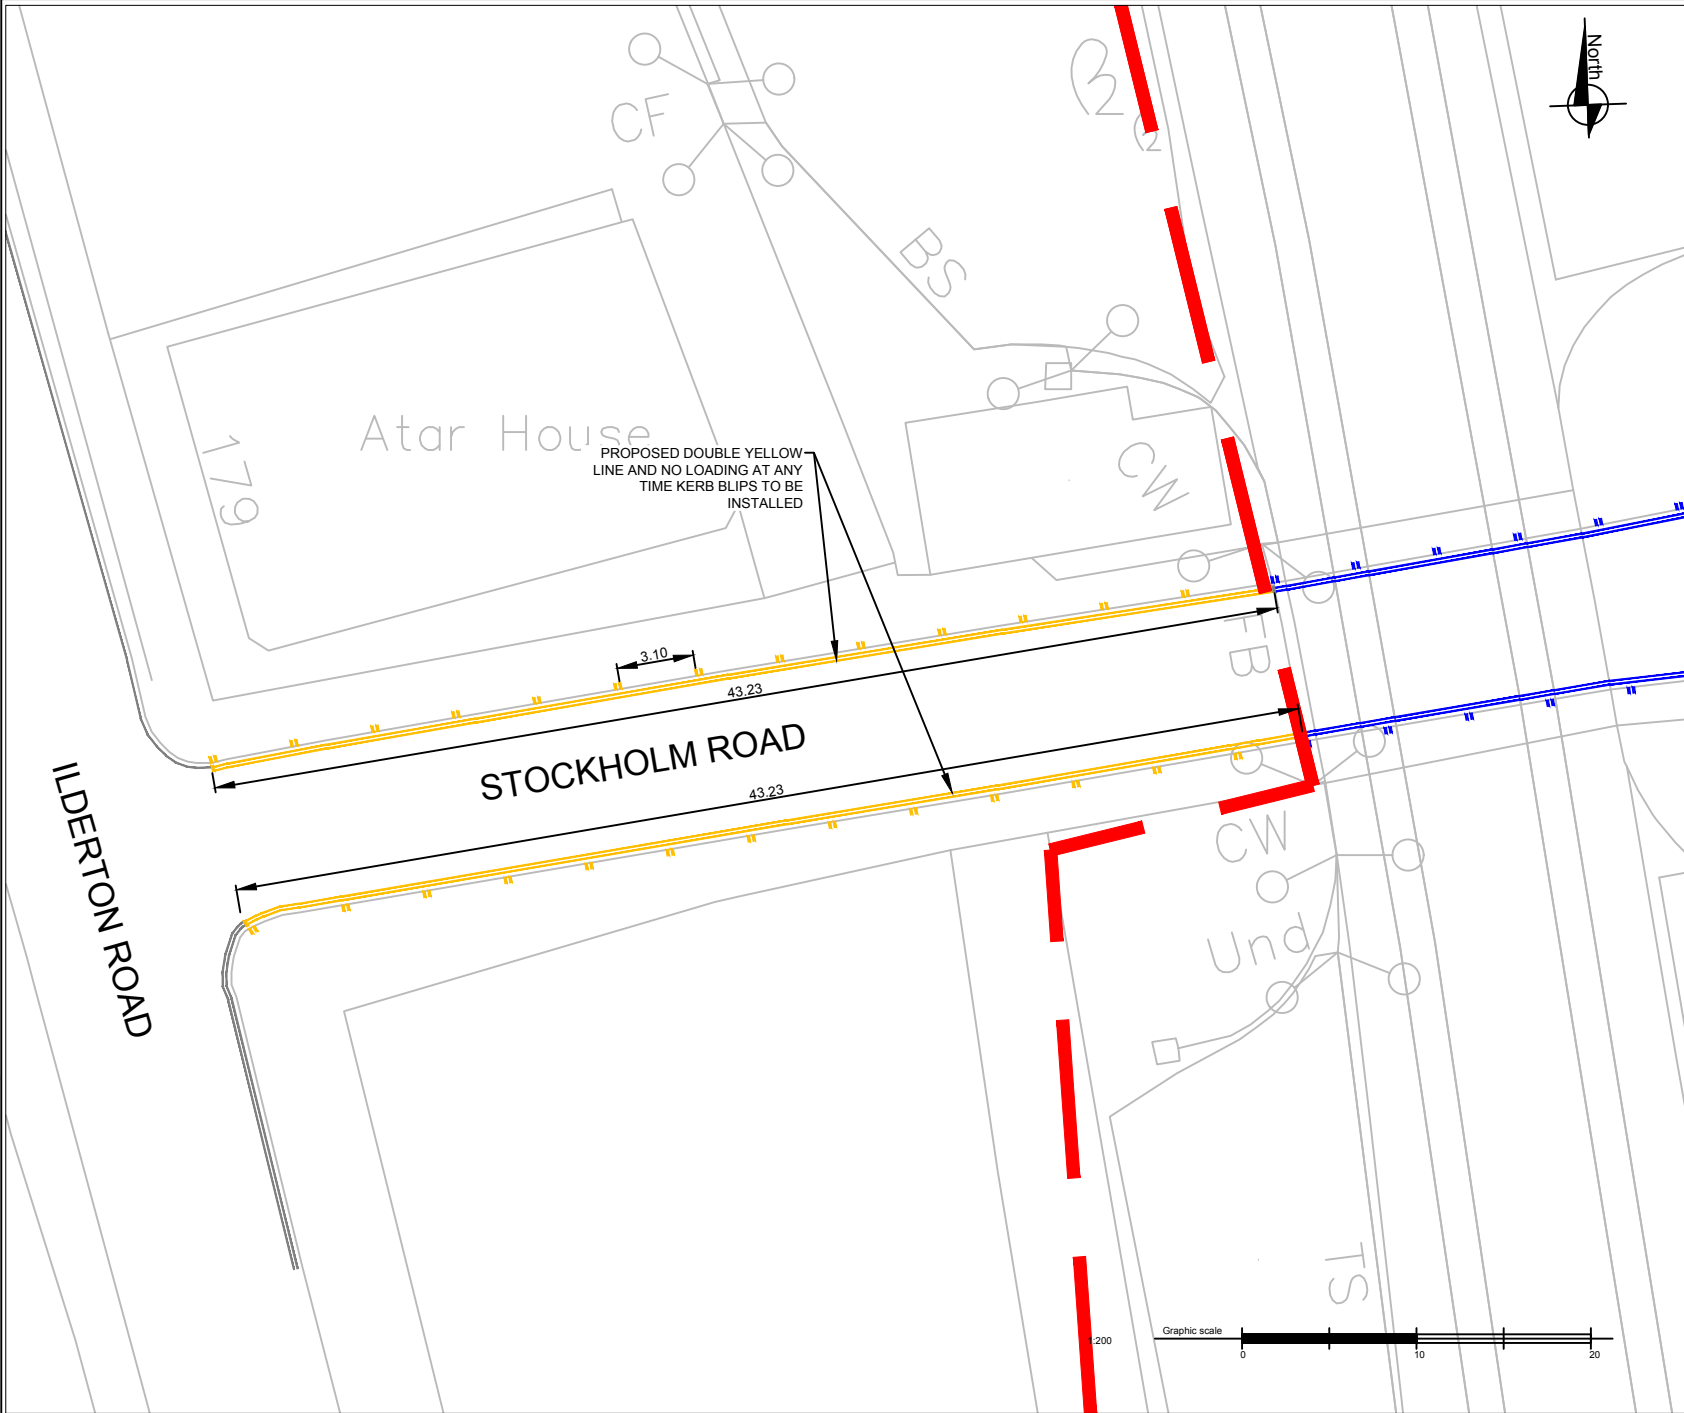 North
CF
BS
Atar House
179
PROPOSED DOUBLE YELLOW
LINE AND NO LOADING AT ANY
TIME KERB BLIPS TO BE
INSTALLED
CW
FB
3.10
43.23
STOCKHOLM ROAD
43.23
ILDERTON ROAD
CW
Und
TS
1:200
Graphic scale
0
10
20